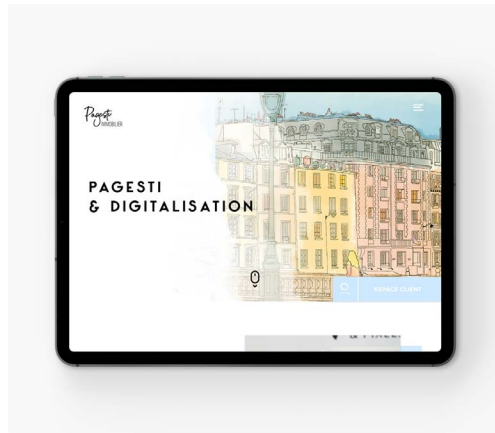 Pagesti
IMMOBILIER
PAGESTI
& DIGITALISATION
ESPACE CLIENT